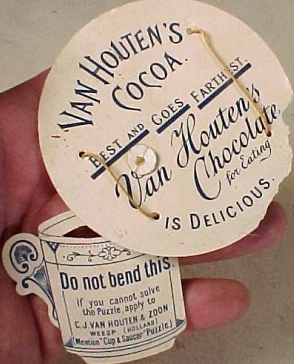 VAN HOUTEN'S
COCOA.
BEST AND GOES FARTHEST.
Van Houten's
Chocolate
for Eating
IS DELICIOUS.
Do not bend this.
If you cannot solve
the Puzzle, apply to
C.J. VAN HOUTEN & ZOON
WEESP (HOLLAND)
(Mention "Cup & Saucer" Puzzle.)